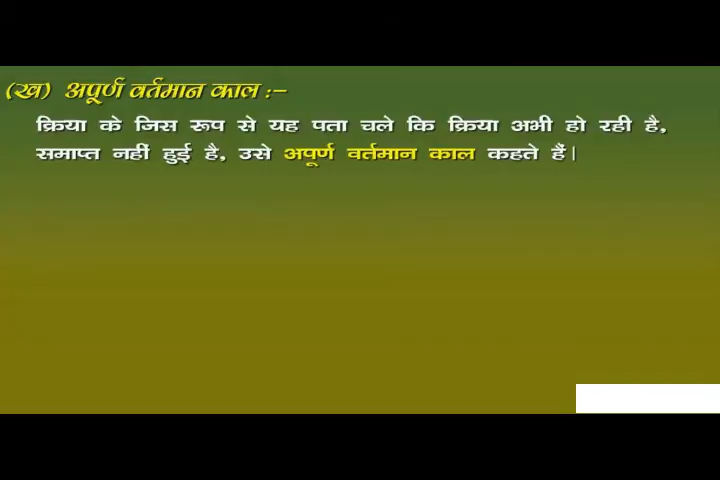 (ख) अपूर्ण वर्तमान काल :–
क्रिया के जिस रूप से यह पता चले कि क्रिया अभी हो रही है,
समाप्त नहीं हुई है, उसे अपूर्ण वर्तमान काल कहते हैं।